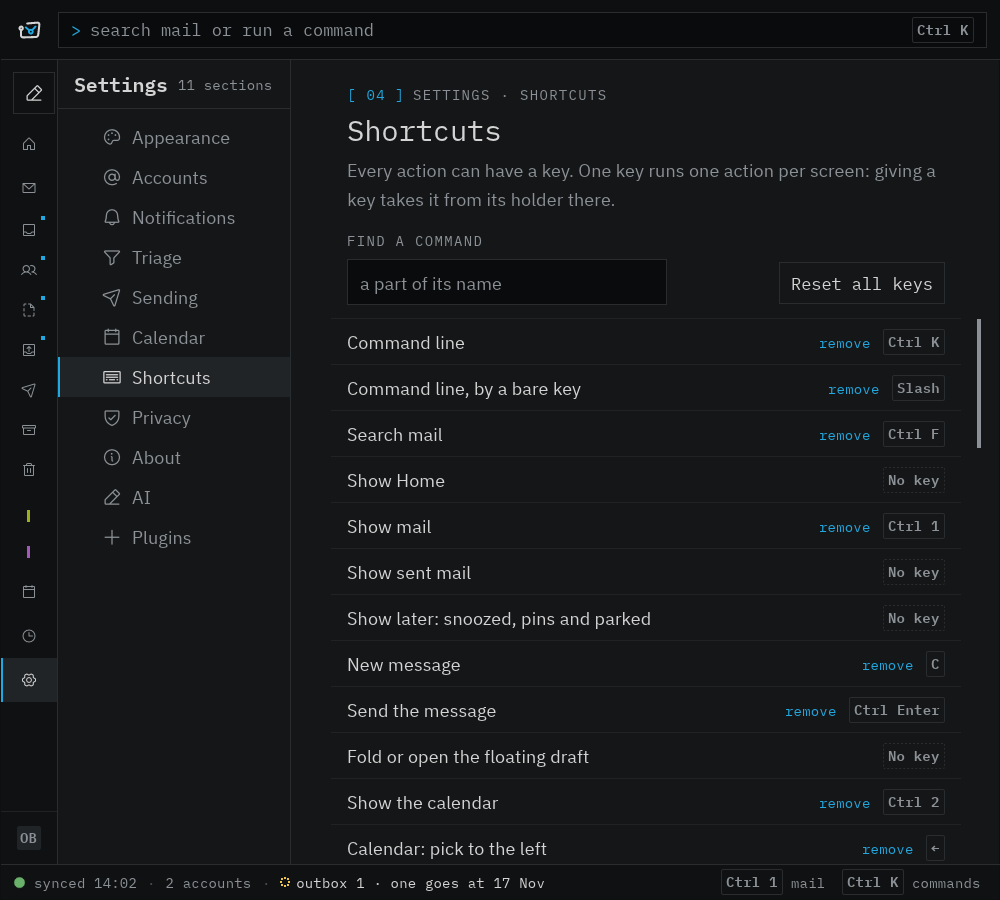 > search mail or run a command Ctrl K
Settings 11 sections
Appearance
Accounts
Notifications
Triage
Sending
Calendar
Shortcuts
Privacy
About
AI
Plugins
OB
[ 04 ] SETTINGS · SHORTCUTS
Shortcuts
Every action can have a key. One key runs one action per screen: giving a
key takes it from its holder there.
FIND A COMMAND
a part of its name Reset all keys
Command line remove Ctrl K
Command line, by a bare key remove Slash
Search mail remove Ctrl F
Show Home No key
Show mail remove Ctrl 1
Show sent mail No key
Show later: snoozed, pins and parked No key
New message remove C
Send the message remove Ctrl Enter
Fold or open the floating draft No key
Show the calendar remove Ctrl 2
Calendar: pick to the left remove ←
synced 14:02 · 2 accounts · outbox 1 · one goes at 17 Nov Ctrl 1 mail Ctrl K commands